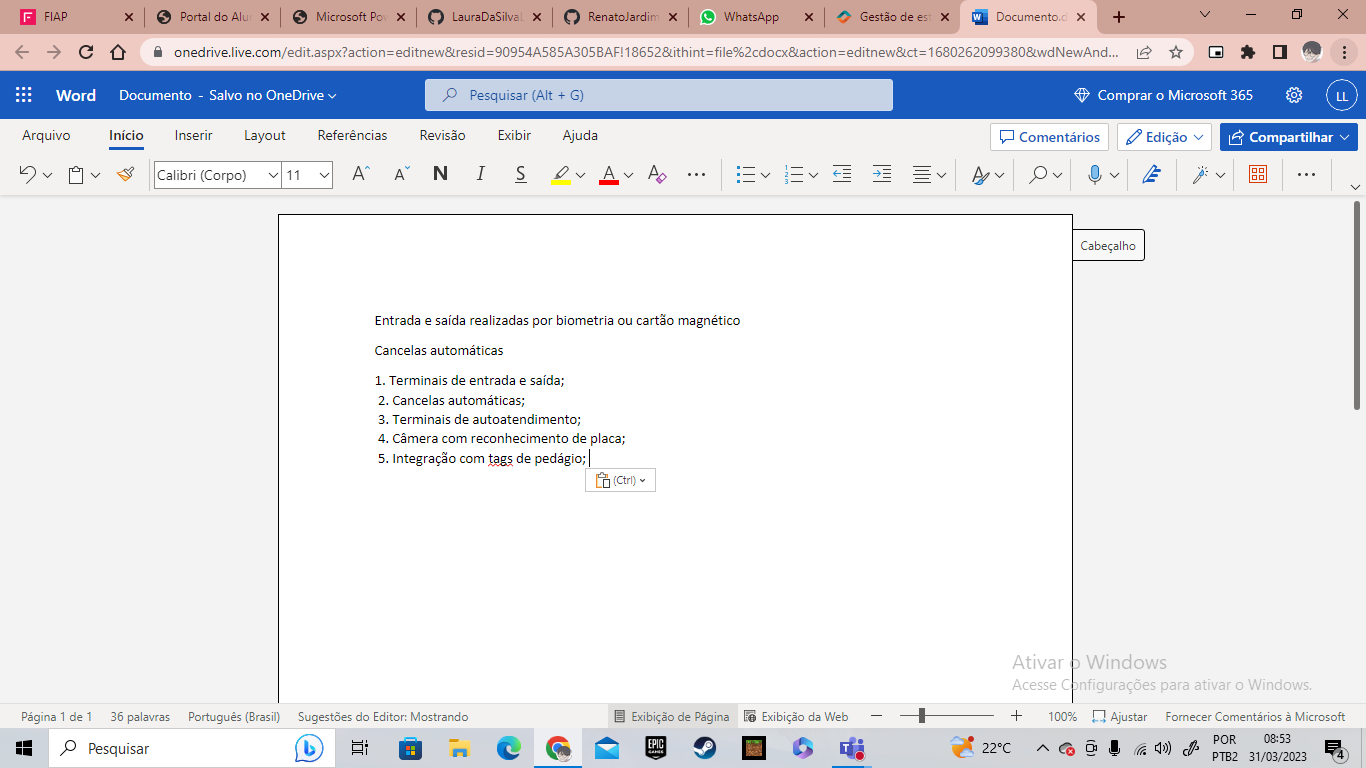 FIAP
Portal do Alu
Microsoft Pow
LauraDaSilva
RenatoJardim
WhatsApp
Gestão de est
Documento.d
onedrive.live.com/edit.aspx?action=editnew&resid=90954A585A305BAF!18652&ithint=file%2cdocx&action=editnew&ct=1680262099380&wdNewAnd...
Word
Documento - Salvo no OneDrive
Pesquisar (Alt + G)
Comprar o Microsoft 365
LL
Arquivo
Início
Inserir
Layout
Referências
Revisão
Exibir
Ajuda
Comentários
Edição
Compartilhar
Calibri (Corpo)
11
N
I
S
Cabeçalho
Entrada e saída realizadas por biometria ou cartão magnético
Cancelas automáticas
1. Terminais de entrada e saída;
2. Cancelas automáticas;
3. Terminais de autoatendimento;
4. Câmera com reconhecimento de placa;
5. Integração com tags de pedágio;
(Ctrl)
Ativar o Windows
Acesse Configurações para ativar o Windows.
Página 1 de 1
36 palavras
Português (Brasil)
Sugestões do Editor: Mostrando
Exibição de Página
Exibição da Web
100%
Ajustar
Fornecer Comentários à Microsoft
Pesquisar
EPIC GAMES
22°C
POR
PTB2
08:53
31/03/2023
4